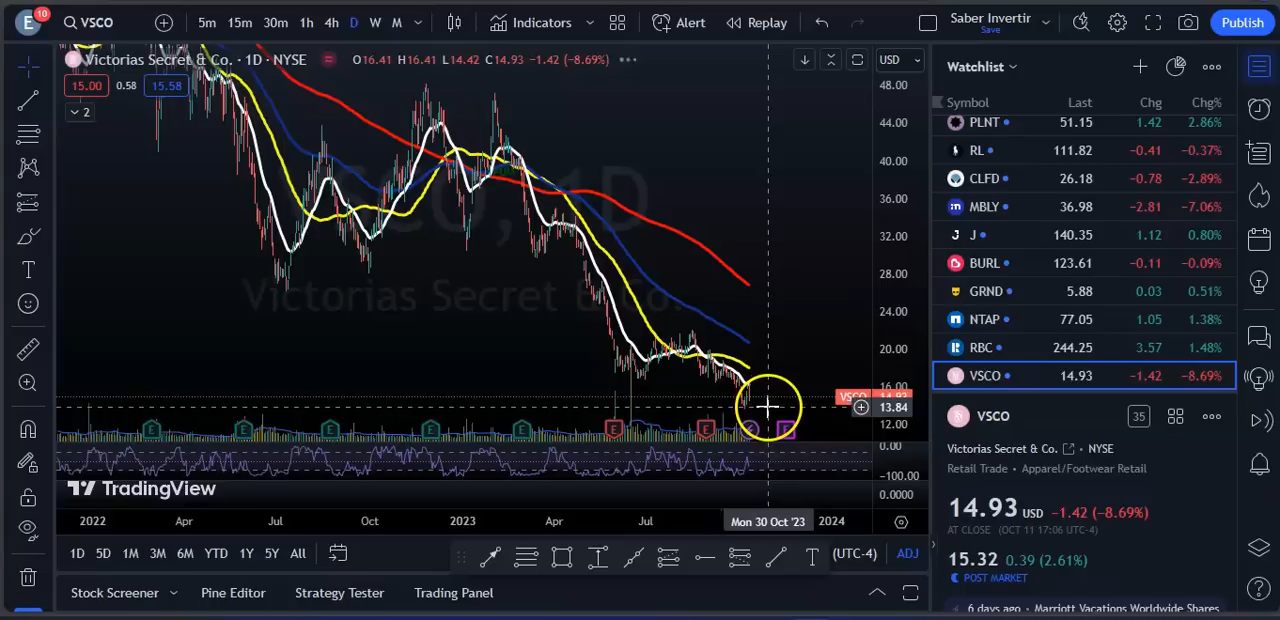 E
10
VSCO
5m 15m 30m 1h 4h D W M
Indicators
Alert
Replay
Saber Invertir
Save
Publish
Victorias Secret & Co. · 1D · NYSE O16.41 H16.41 L14.42 C14.93 −1.42 (−8.69%)
USD
15.00 0.58 15.58
2
VSCO, 1D
Victorias Secret & Co.
48.00
44.00
40.00
36.00
32.00
28.00
24.00
20.00
16.00
VSCO 14.93
13.84
12.00
E E E E E E E E
0.00
−100.00
0.0000
TradingView
2022 Apr Jul Oct 2023 Apr Jul Mon 30 Oct '23 2024
1D 5D 1M 3M 6M YTD 1Y 5Y All
T
(UTC-4) ADJ
Stock Screener Pine Editor Strategy Tester Trading Panel
Watchlist
Symbol Last Chg Chg%
PLNT 51.15 1.42 2.86%
RL 111.82 −0.41 −0.37%
CLFD 26.18 −0.78 −2.89%
MBLY 36.98 −2.81 −7.06%
J 140.35 1.12 0.80%
BURL 123.61 −0.11 −0.09%
GRND 5.88 0.03 0.51%
NTAP 77.05 1.05 1.38%
RBC 244.25 3.57 1.48%
VSCO 14.93 −1.42 −8.69%
VSCO
35
Victorias Secret & Co. NYSE
Retail Trade • Apparel/Footwear Retail
14.93 USD −1.42 (−8.69%)
AT CLOSE (OCT 11 17:06 UTC-4)
15.32 0.39 (2.61%)
POST MARKET
6 days ago • Marriott Vacations Worldwide Shares